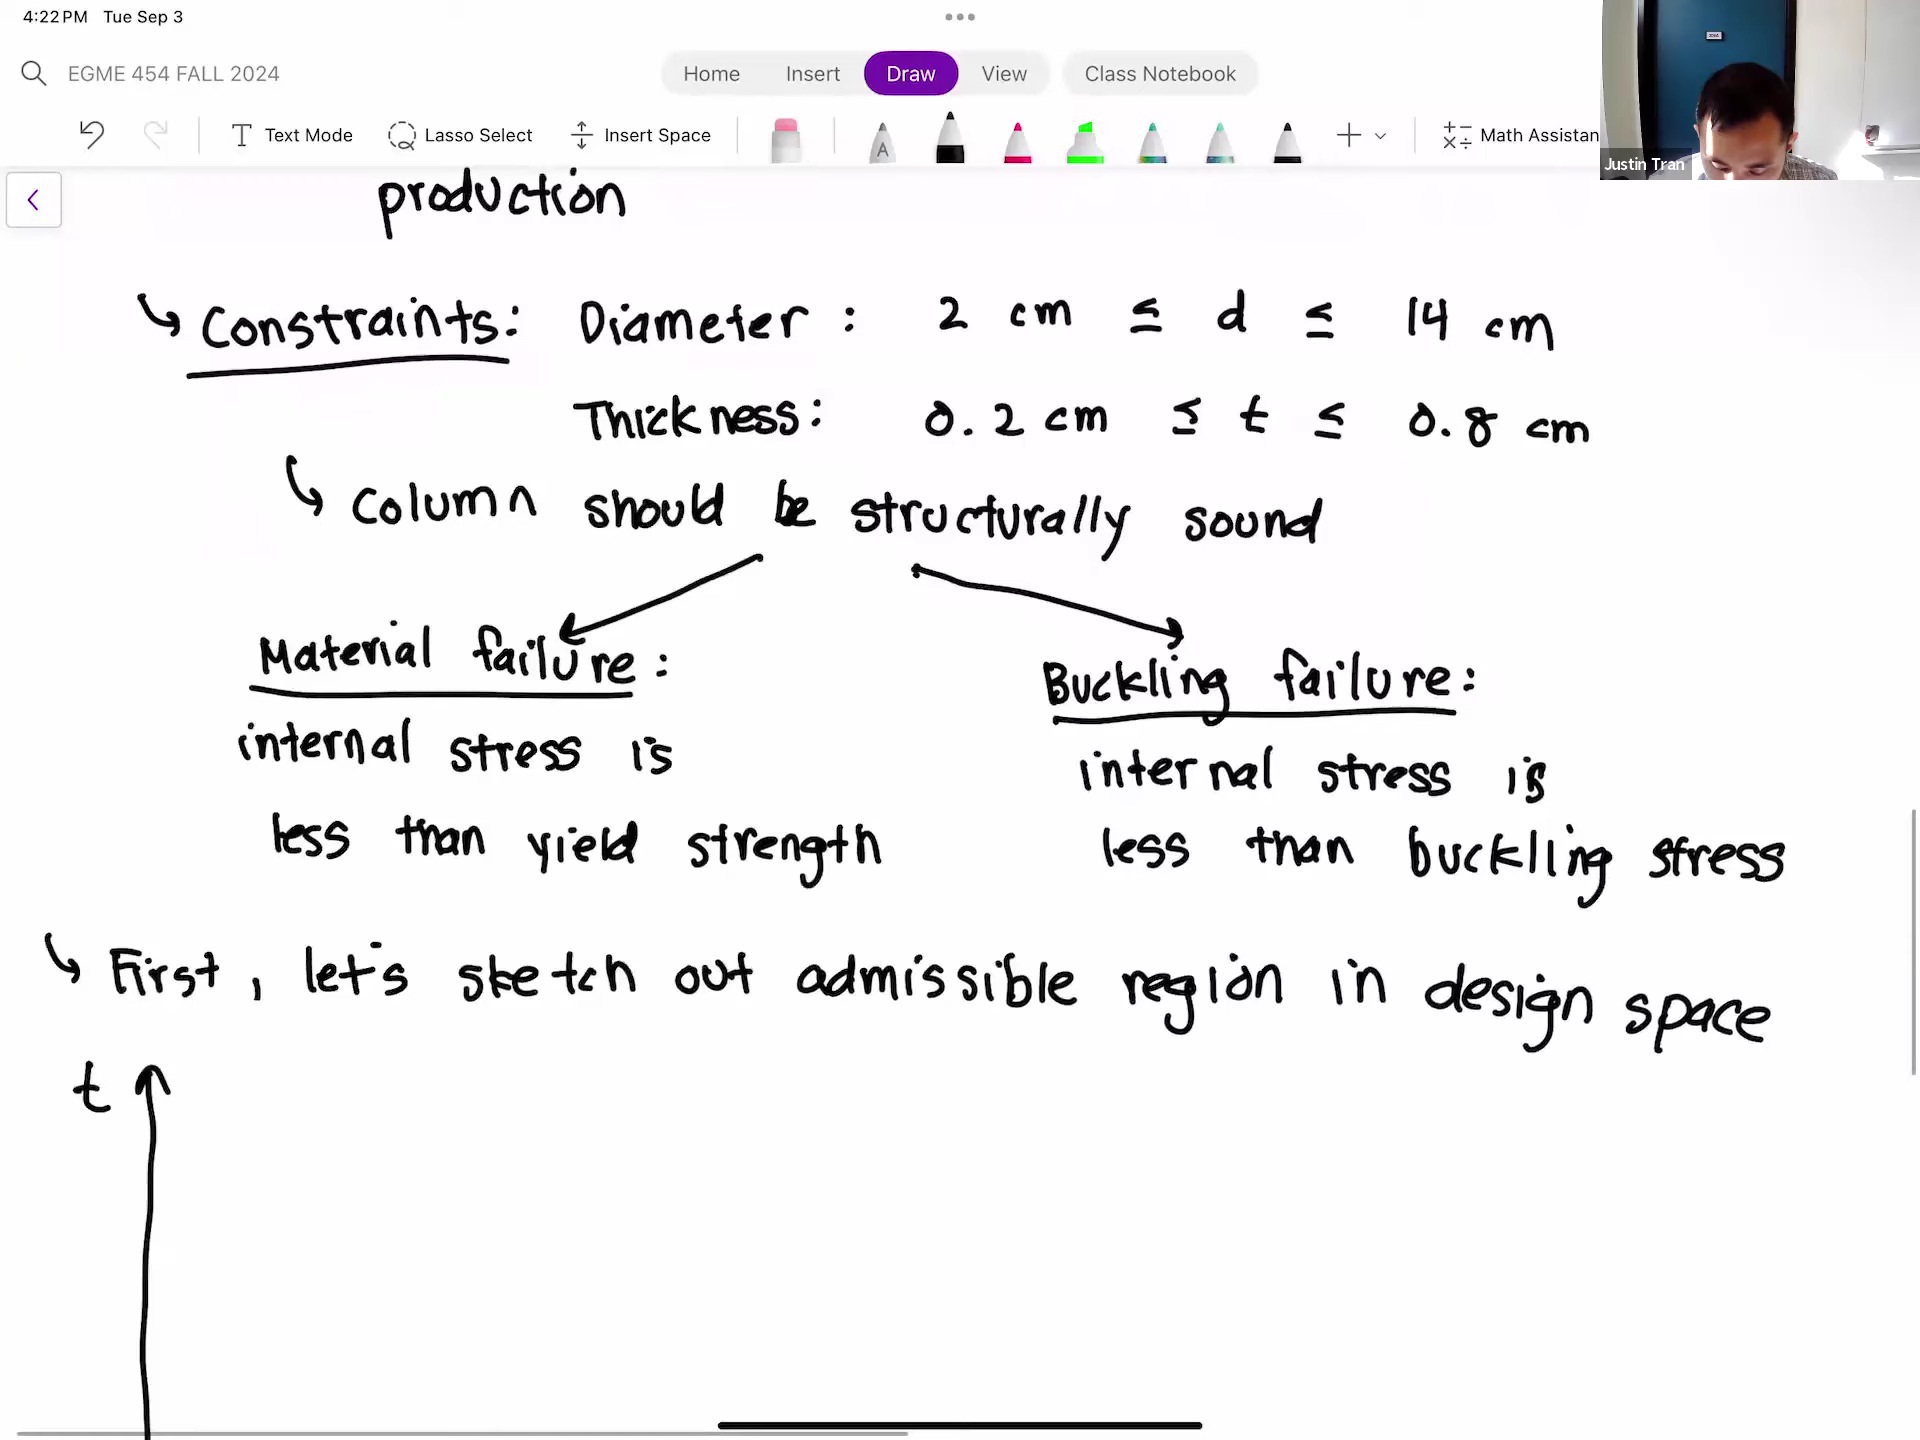 4:22 PM Tue Sep 3
EGME 454 FALL 2024
Home Insert Draw View Class Notebook
Text Mode Lasso Select Insert Space A Math Assistan
Justin Tran
production
Constraints: Diameter : 2 cm ≤ d ≤ 14 cm
Thickness: 0.2 cm ≤ t ≤ 0.8 cm
Column should be structurally sound
Material failure :
internal stress is
less than yield strength
Buckling failure :
internal stress is
less than buckling stress
First, let's sketch out admissible region in design space
t